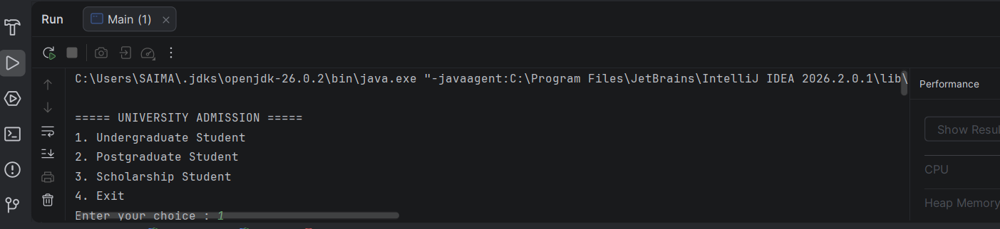 Run
Main (1)
C:\Users\SAIMA\.jdks\openjdk-26.0.2\bin\java.exe "-javaagent:C:\Program Files\JetBrains\IntelliJ IDEA 2026.2.0.1\lib\
Performance
===== UNIVERSITY ADMISSION =====
1. Undergraduate Student
Show Resul
2. Postgraduate Student
3. Scholarship Student
CPU
4. Exit
Heap Memory
Enter your choice : 1